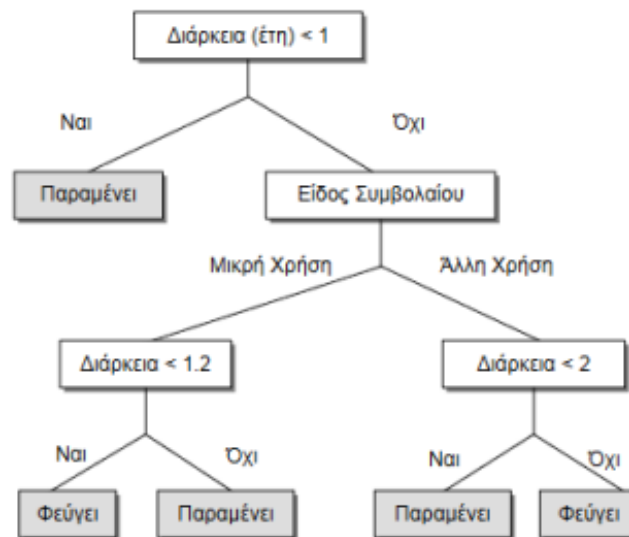 Διάρκεια (έτη) < 1
Ναι
Όχι
Παραμένει
Είδος Συμβολαίου
Μικρή Χρήση
Άλλη Χρήση
Διάρκεια < 1.2
Διάρκεια < 2
Ναι
Όχι
Ναι
Όχι
Φεύγει
Παραμένει
Παραμένει
Φεύγει